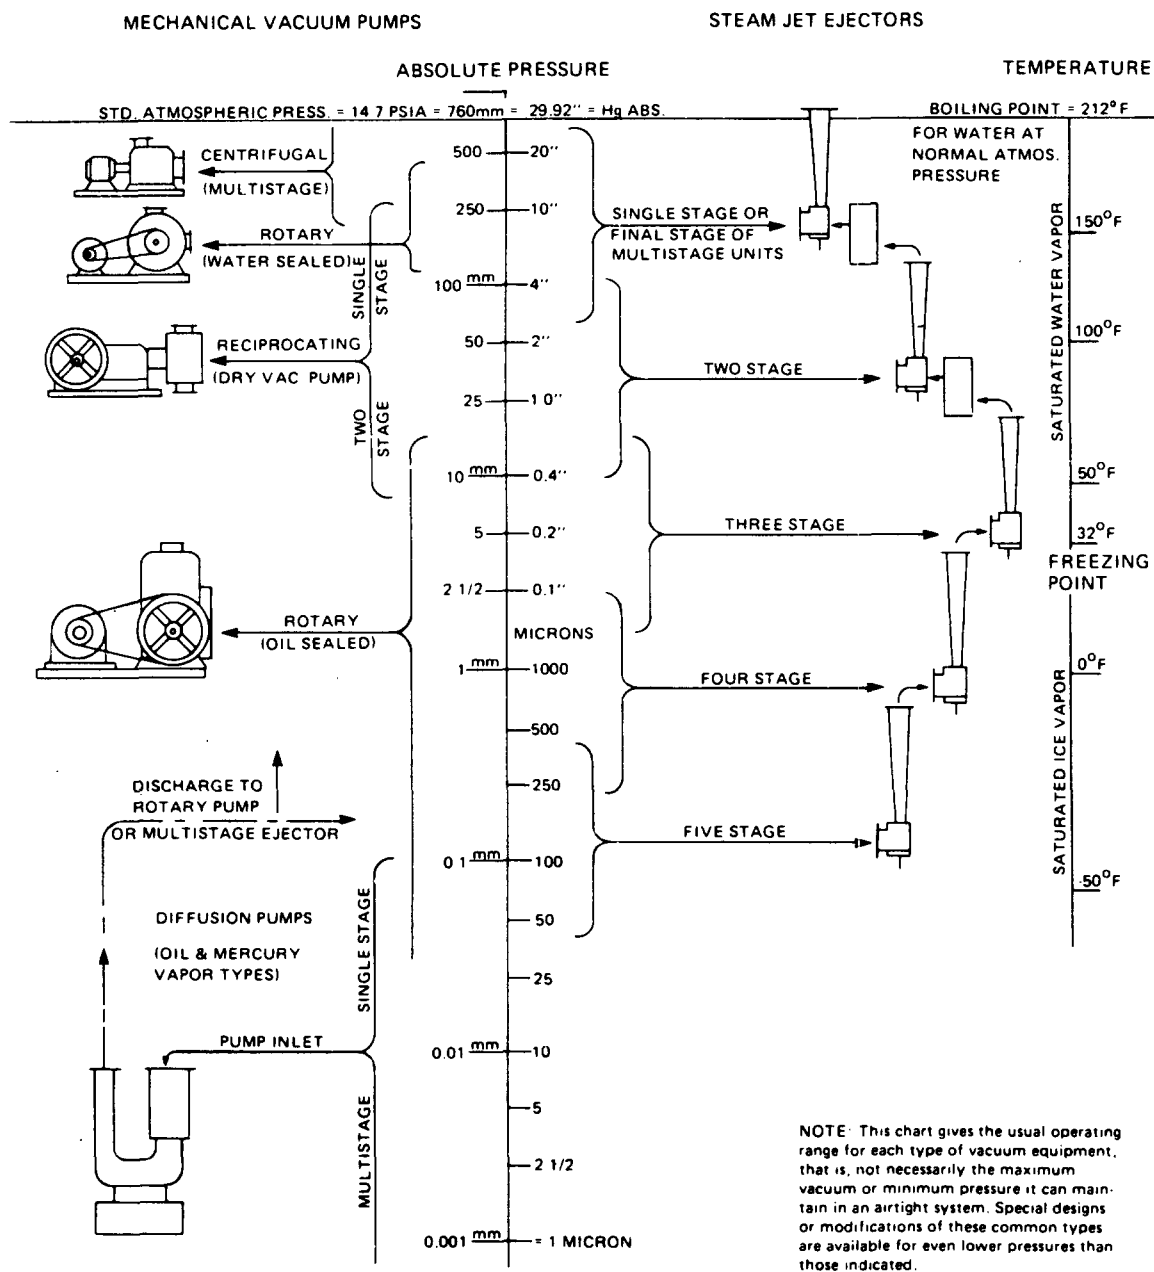 MECHANICAL VACUUM PUMPS
STEAM JET EJECTORS
ABSOLUTE PRESSURE
TEMPERATURE
STD. ATMOSPHERIC PRESS. = 14 7 PSIA = 760mm = 29.92'' = Hg ABS.
BOILING POINT = 212°F
FOR WATER AT
NORMAL ATMOS.
PRESSURE
CENTRIFUGAL
(MULTISTAGE)
ROTARY
(WATER SEALED)
SINGLE
STAGE
RECIPROCATING
(DRY VAC PUMP)
TWO
STAGE
ROTARY
(OIL SEALED)
DISCHARGE TO
ROTARY PUMP
OR MULTISTAGE EJECTOR
DIFFUSION PUMPS
(OIL & MERCURY
VAPOR TYPES)
SINGLE STAGE
PUMP INLET
MULTISTAGE
500 20''
250 10''
100 mm 4''
50 2''
25 1 0''
10 mm 0.4''
5 0.2''
2 1/2 0.1''
MICRONS
1 mm 1000
500
250
0 1 mm 100
50
25
0.01 mm 10
5
2 1/2
0.001 mm = 1 MICRON
SINGLE STAGE OR
FINAL STAGE OF
MULTISTAGE UNITS
TWO STAGE
THREE STAGE
FOUR STAGE
FIVE STAGE
SATURATED WATER VAPOR
150°F
100°F
50°F
32°F
FREEZING
POINT
SATURATED ICE VAPOR
0°F
-50°F
NOTE: This chart gives the usual operating
range for each type of vacuum equipment,
that is, not necessarily the maximum
vacuum or minimum pressure it can main-
tain in an airtight system. Special designs
or modifications of these common types
are available for even lower pressures than
those indicated.